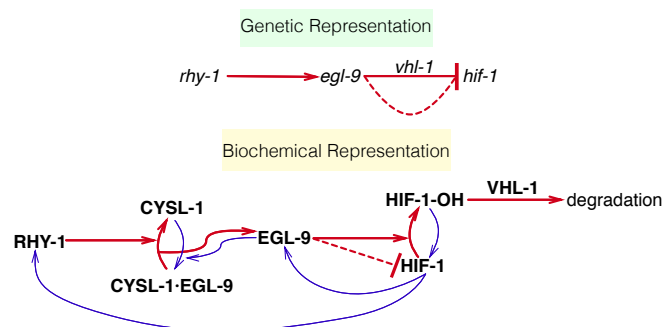 Genetic Representation
rhy-1 egl-9 vhl-1 hif-1
Biochemical Representation
CYSL-1 HIF-1-OH VHL-1 degradation
RHY-1 EGL-9
HIF-1
CYSL-1·EGL-9